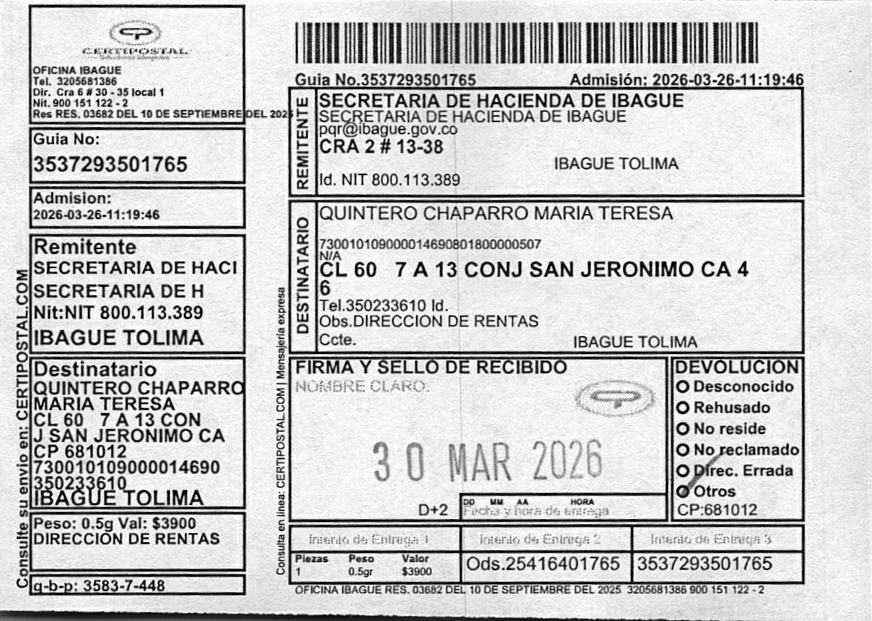 CERTIPOSTAL
OFICINA IBAGUE
Tel. 3205681386
Dir. Cra 6 # 30 - 35 local 1
Nit. 900 151 122 - 2
Res RES. 03682 DEL 10 DE SEPTIEMBRE DEL 2025
Guia No:
3537293501765
Admision:
2026-03-26-11:19:46
Remitente
SECRETARIA DE HACI
SECRETARIA DE H
Nit:NIT 800.113.389
IBAGUE TOLIMA
Destinatario
QUINTERO CHAPARRO
MARIA TERESA
CL 60 7 A 13 CON
J SAN JERONIMO CA
CP 681012
730010109000014690
350233610
IBAGUE TOLIMA
Peso: 0.5g Val: $3900
DIRECCION DE RENTAS
q-b-p: 3583-7-448
Consulte su envio en: CERTIPOSTAL.COM
Guia No.3537293501765 Admisión: 2026-03-26-11:19:46
REMITENTE
SECRETARIA DE HACIENDA DE IBAGUE
SECRETARIA DE HACIENDA DE IBAGUE
pqr@ibague.gov.co
CRA 2 # 13-38
IBAGUE TOLIMA
Id. NIT 800.113.389
DESTINATARIO
QUINTERO CHAPARRO MARIA TERESA
730010109000014690801800000507
N/A
CL 60 7 A 13 CONJ SAN JERONIMO CA 4
6
Tel.350233610 Id.
Obs.DIRECCION DE RENTAS
Ccte. IBAGUE TOLIMA
Consulta en linea: CERTIPOSTAL.COM | Mensajería expresa
FIRMA Y SELLO DE RECIBIDO
NOMBRE CLARO.
30 MAR 2026
D+2
DD MM AA HORA
Fecha y hora de entrega
DEVOLUCION
Desconocido
Rehusado
No reside
No reclamado
Direc. Errada
Otros
CP:681012
Intento de Entrega 1 Intento de Entrega 2 Intento de Entrega 3
Piezas Peso Valor
1 0.5gr $3900
Ods.25416401765 3537293501765
OFICINA IBAGUE RES. 03682 DEL 10 DE SEPTIEMBRE DEL 2025 3205681386 900 151 122 - 2